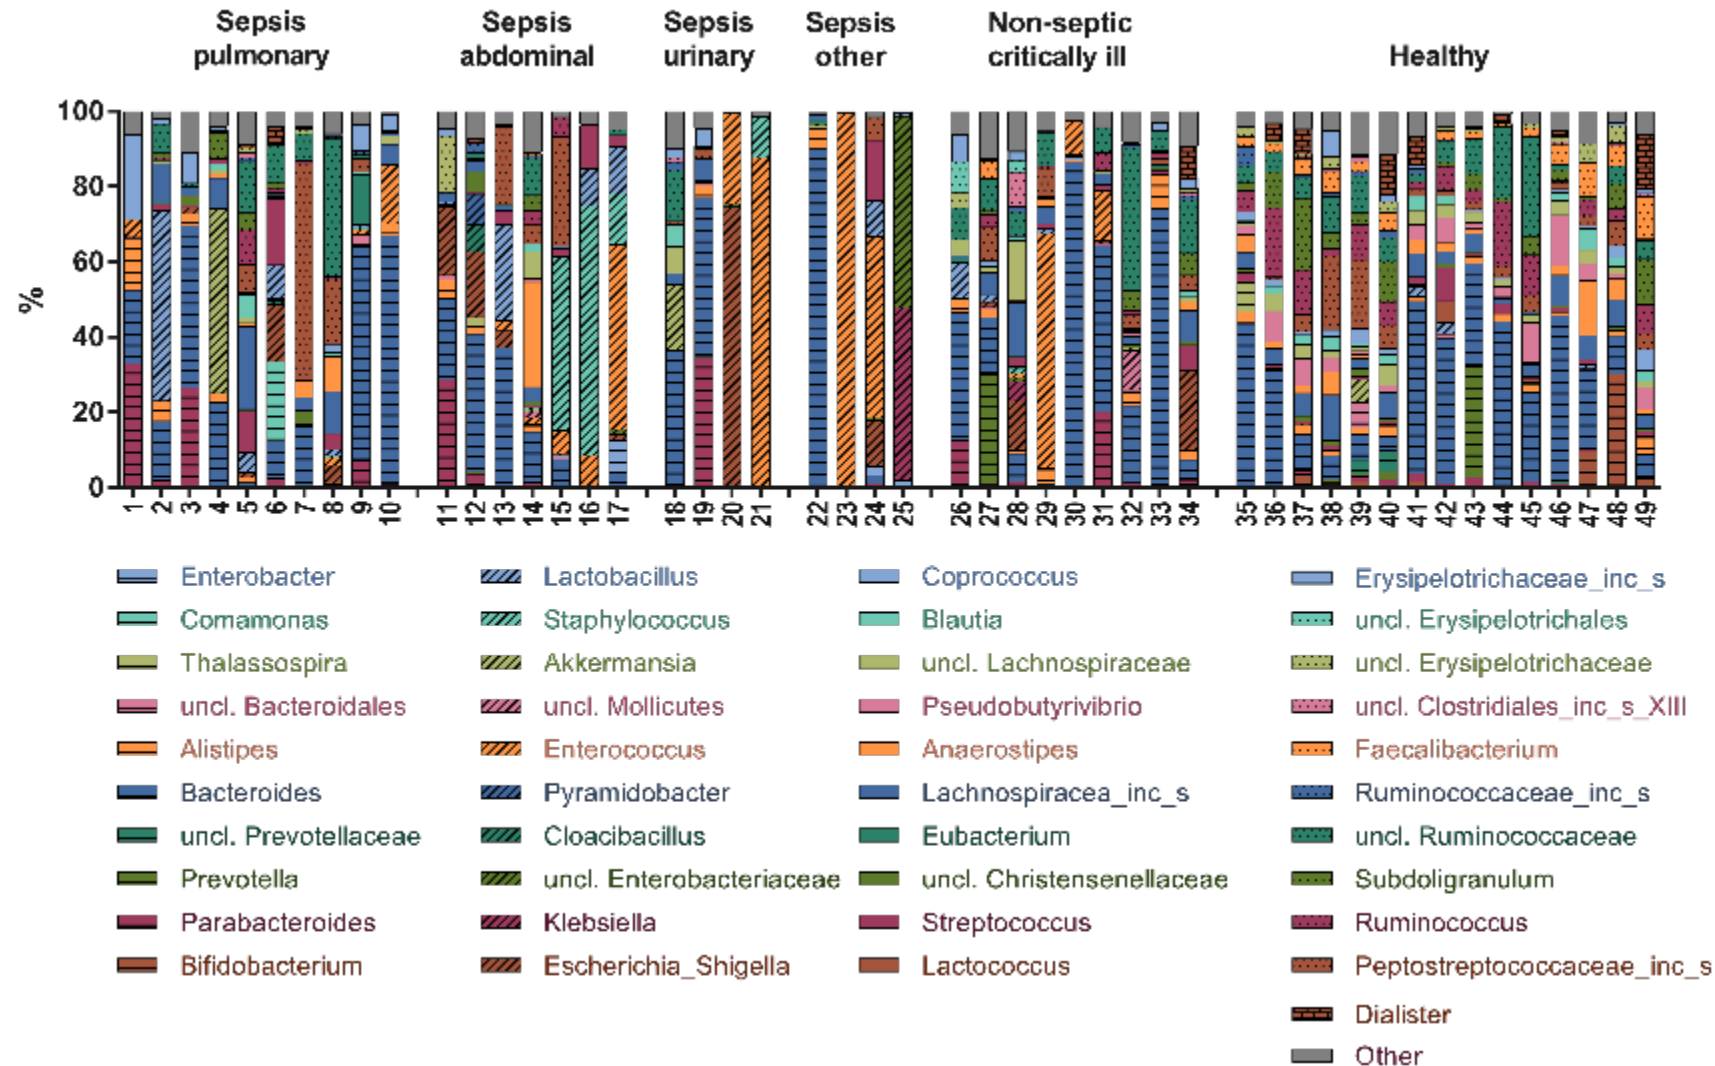 Sepsis pulmonary
Sepsis abdominal
Sepsis urinary
Sepsis other
Non-septic critically ill
Healthy
100
80
60
40
20
0
%
1 2 3 4 5 6 7 8 9 10 11 12 13 14 15 16 17 18 19 20 21 22 23 24 25 26 27 28 29 30 31 32 33 34 35 36 37 38 39 40 41 42 43 44 45 46 47 48 49
Enterobacter
Comamonas
Thalassospira
uncl. Bacteroidales
Alistipes
Bacteroides
uncl. Prevotellaceae
Prevotella
Parabacteroides
Bifidobacterium
Lactobacillus
Staphylococcus
Akkermansia
uncl. Mollicutes
Enterococcus
Pyramidobacter
Cloacibacillus
uncl. Enterobacteriaceae
Klebsiella
Escherichia_Shigella
Coprococcus
Blautia
uncl. Lachnospiraceae
Pseudobutyrivibrio
Anaerostipes
Lachnospiracea_inc_s
Eubacterium
uncl. Christensenellaceae
Streptococcus
Lactococcus
Erysipelotrichaceae_inc_s
uncl. Erysipelotrichales
uncl. Erysipelotrichaceae
uncl. Clostridiales_inc_s_XIII
Faecalibacterium
Ruminococcaceae_inc_s
uncl. Ruminococcaceae
Subdoligranulum
Ruminococcus
Peptostreptococcaceae_inc_s
Dialister
Other